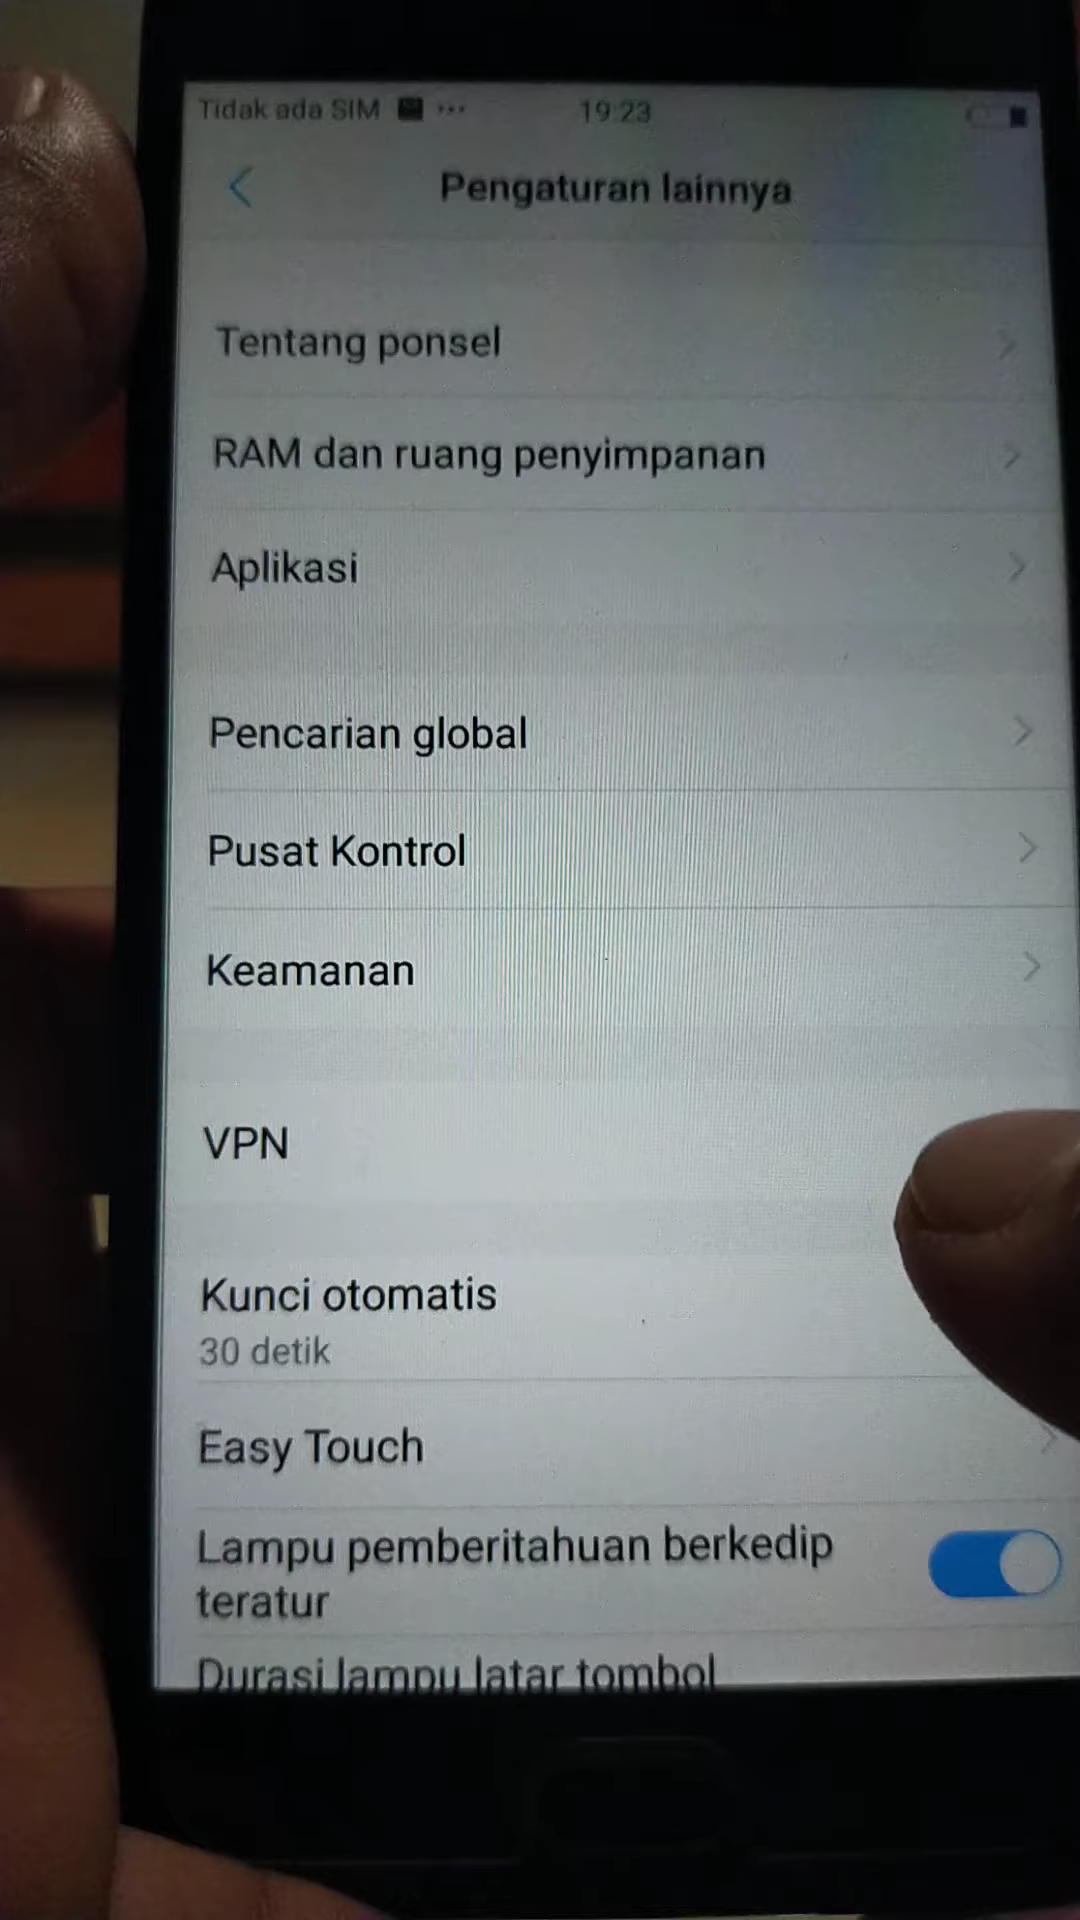 Tidak ada SIM ... 19:23
Pengaturan lainnya
Tentang ponsel
RAM dan ruang penyimpanan
Aplikasi
Pencarian global
Pusat Kontrol
Keamanan
VPN
Kunci otomatis
30 detik
Easy Touch
Lampu pemberitahuan berkedip
teratur
Durasi lampu latar tombol